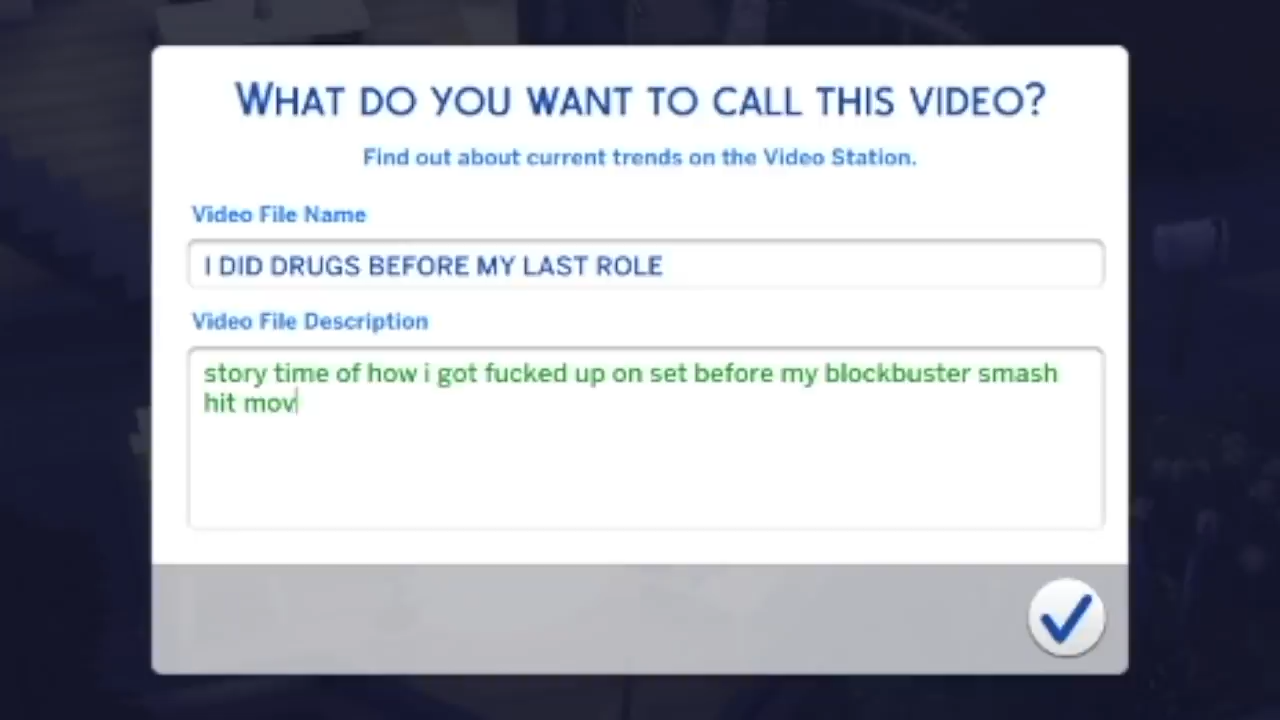 WHAT DO YOU WANT TO CALL THIS VIDEO?
Find out about current trends on the Video Station.
Video File Name
I DID DRUGS BEFORE MY LAST ROLE
Video File Description
story time of how i got fucked up on set before my blockbuster smash
hit mov